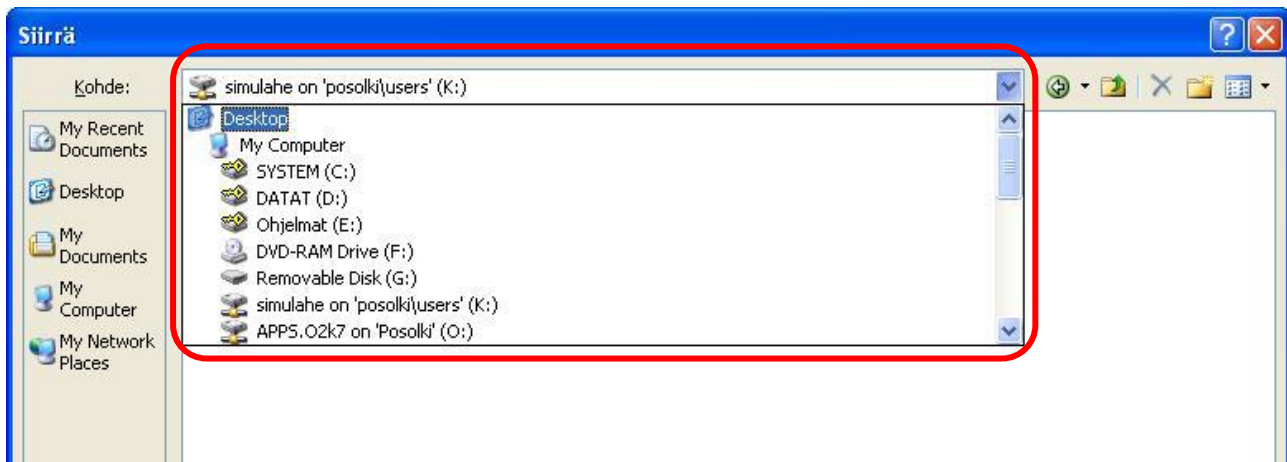 Siirrä
Kohde:
simulahe on 'posolki\users' (K:)
My Recent
Documents
Desktop
My
Documents
My
Computer
My Network
Places
Desktop
My Computer
SYSTEM (C:)
DATAT (D:)
Ohjelmat (E:)
DVD-RAM Drive (F:)
Removable Disk (G:)
simulahe on 'posolki\users' (K:)
APPS.O2k7 on 'Posolki' (O:)